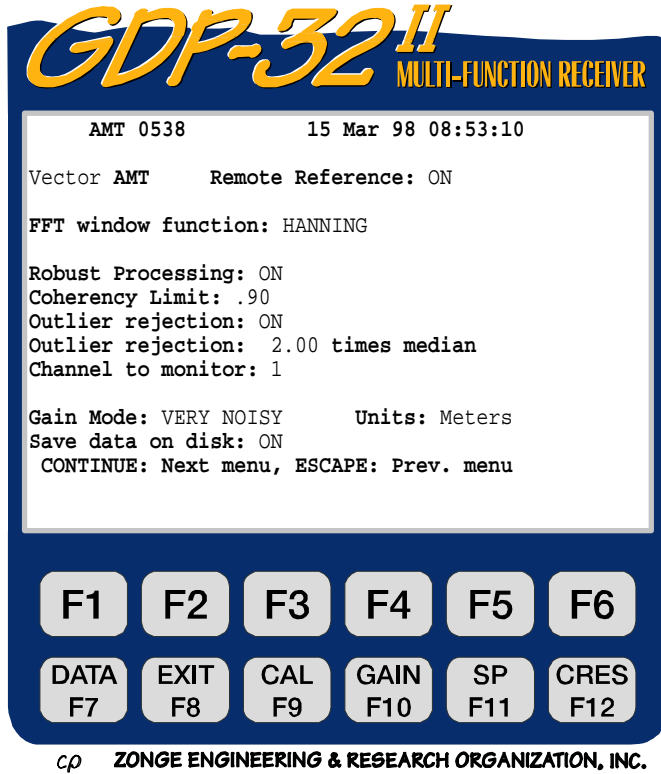 GDP-32 II
MULTI-FUNCTION RECEIVER
AMT 0538 15 Mar 98 08:53:10
Vector AMT Remote Reference: ON
FFT window function: HANNING
Robust Processing: ON
Coherency Limit: .90
Outlier rejection: ON
Outlier rejection: 2.00 times median
Channel to monitor: 1
Gain Mode: VERY NOISY Units: Meters
Save data on disk: ON
CONTINUE: Next menu, ESCAPE: Prev. menu
F1 F2 F3 F4 F5 F6
DATA EXIT CAL GAIN SP CRES
F7 F8 F9 F10 F11 F12
cρ ZONGE ENGINEERING & RESEARCH ORGANIZATION, INC.